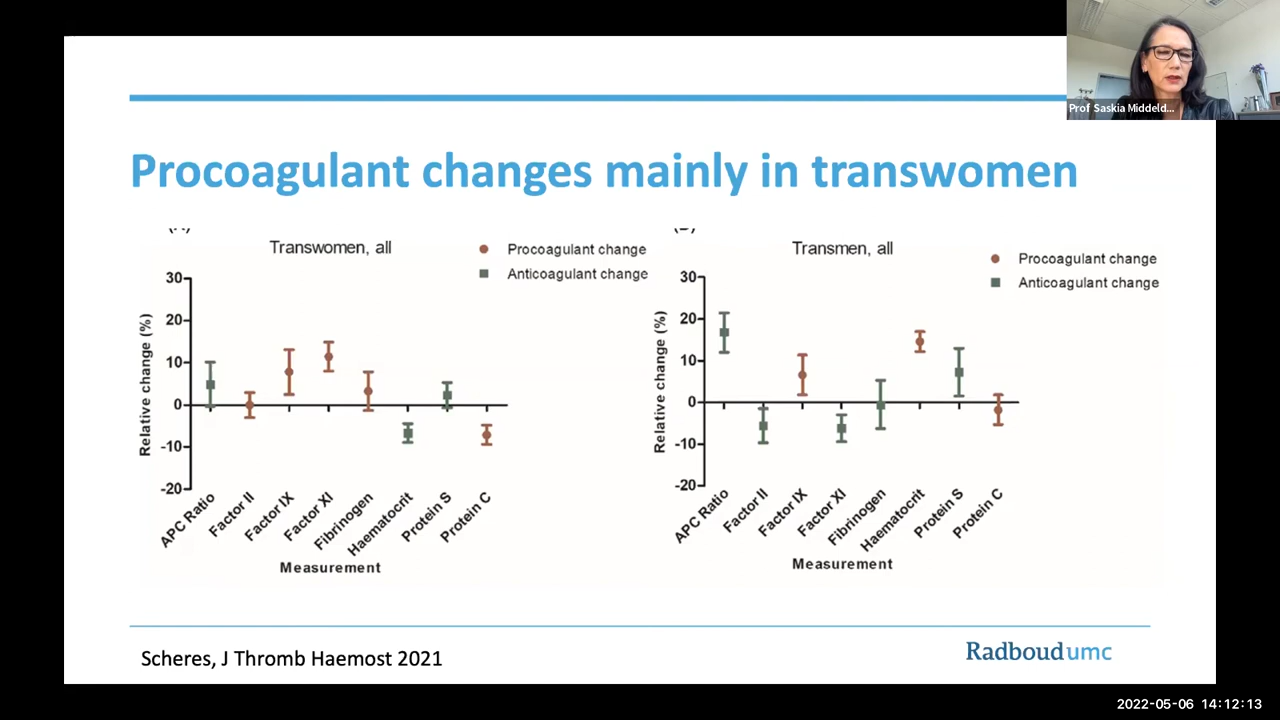 Prof Saskia Middeld...
Procoagulant changes mainly in transwomen
Transwomen, all
Procoagulant change
Anticoagulant change
Relative change (%)
30
20
10
0
-10
-20
APC Ratio
Factor II
Factor IX
Factor XI
Fibrinogen
Haematocrit
Protein S
Protein C
Measurement
Transmen, all
Procoagulant change
Anticoagulant change
Relative change (%)
30
20
10
0
-10
-20
APC Ratio
Factor II
Factor IX
Factor XI
Fibrinogen
Haematocrit
Protein S
Protein C
Measurement
Scheres, J Thromb Haemost 2021
Radboudumc
2022-05-06 14:12:13